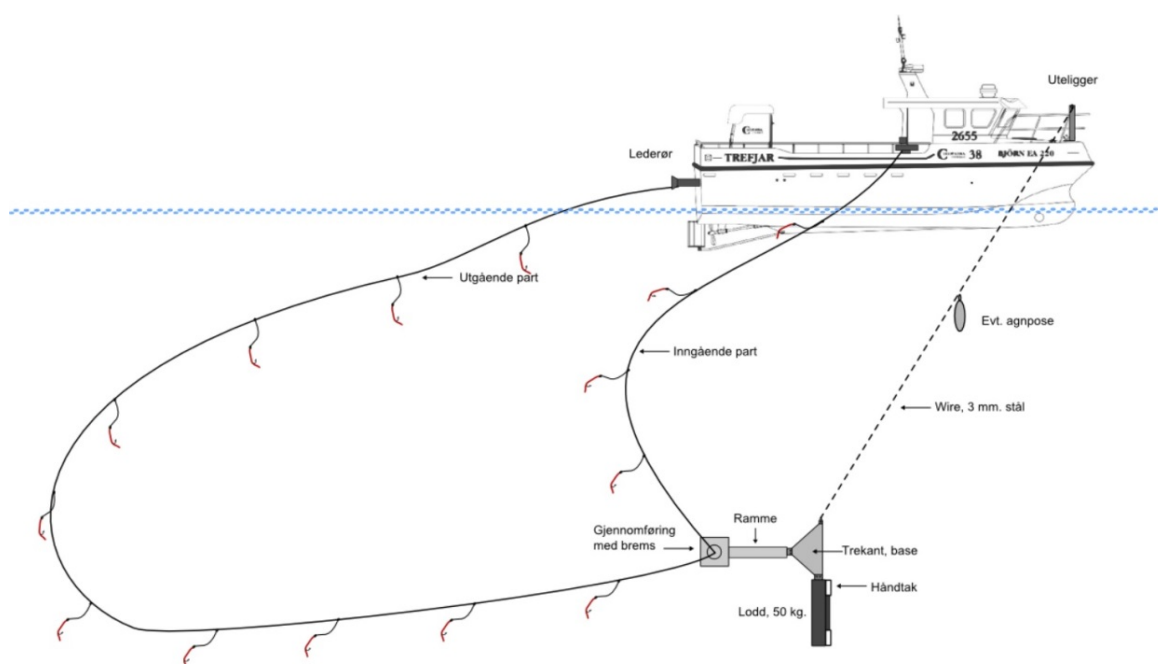 Uteligger
2655
Lederør
TREFJAR
C
38
BJÖRN EA 220
Utgående part
Evt. agnpose
Inngående part
Wire, 3 mm. stål
Ramme
Gjennomføring
med brems
Trekant, base
Håndtak
Lodd, 50 kg.